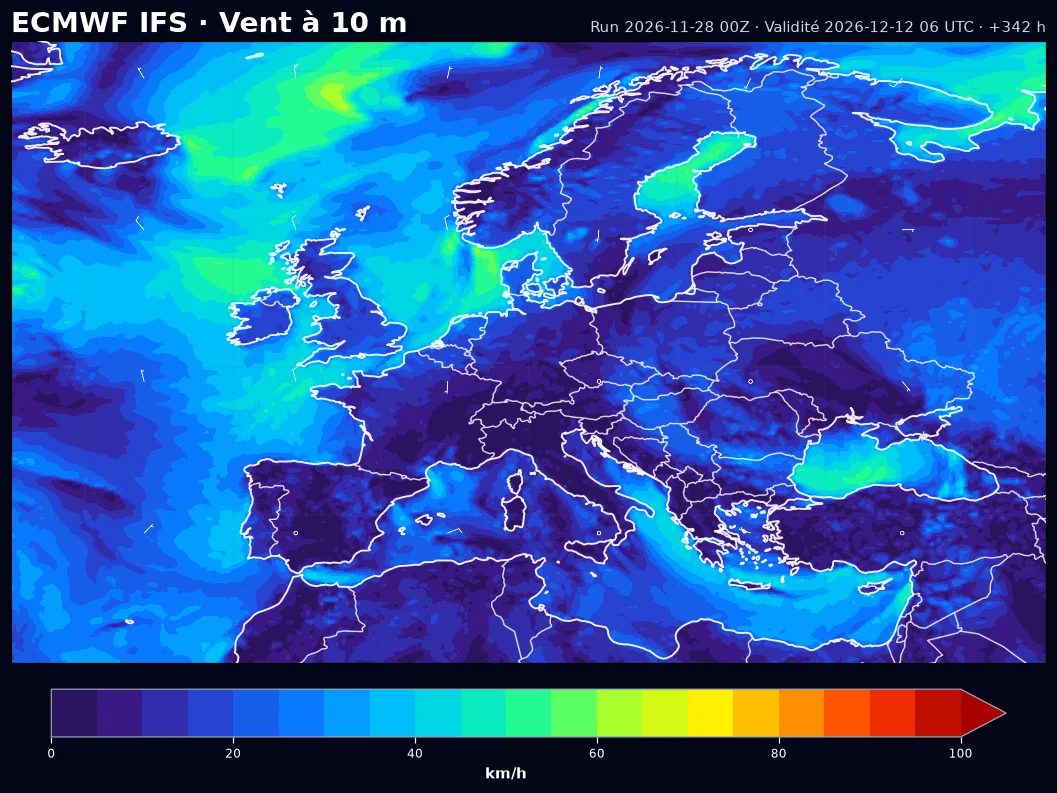 ECMWF IFS · Vent à 10 m
Run 2026-11-28 00Z · Validité 2026-12-12 06 UTC · +342 h
0 20 40 60 80 100
km/h